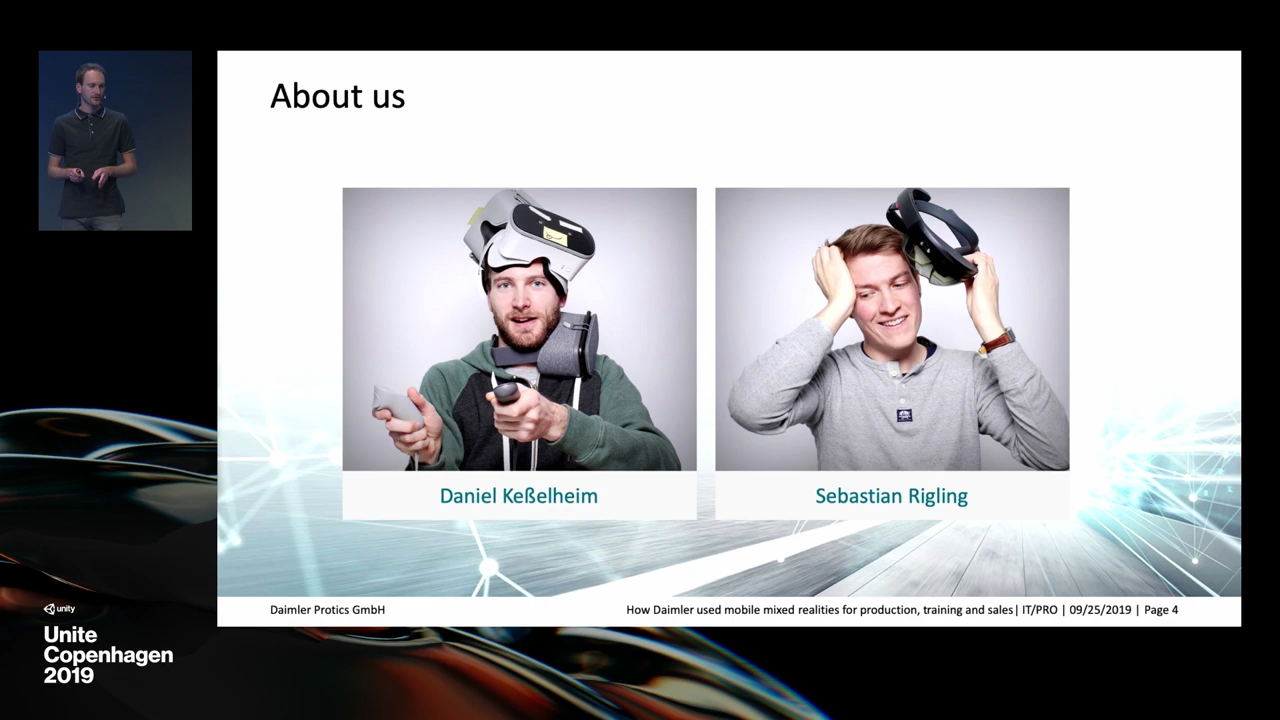 About us
Daniel Keßelheim
Sebastian Rigling
Daimler Protics GmbH
How Daimler used mobile mixed realities for production, training and sales| IT/PRO | 09/25/2019 | Page 4
unity
Unite
Copenhagen
2019